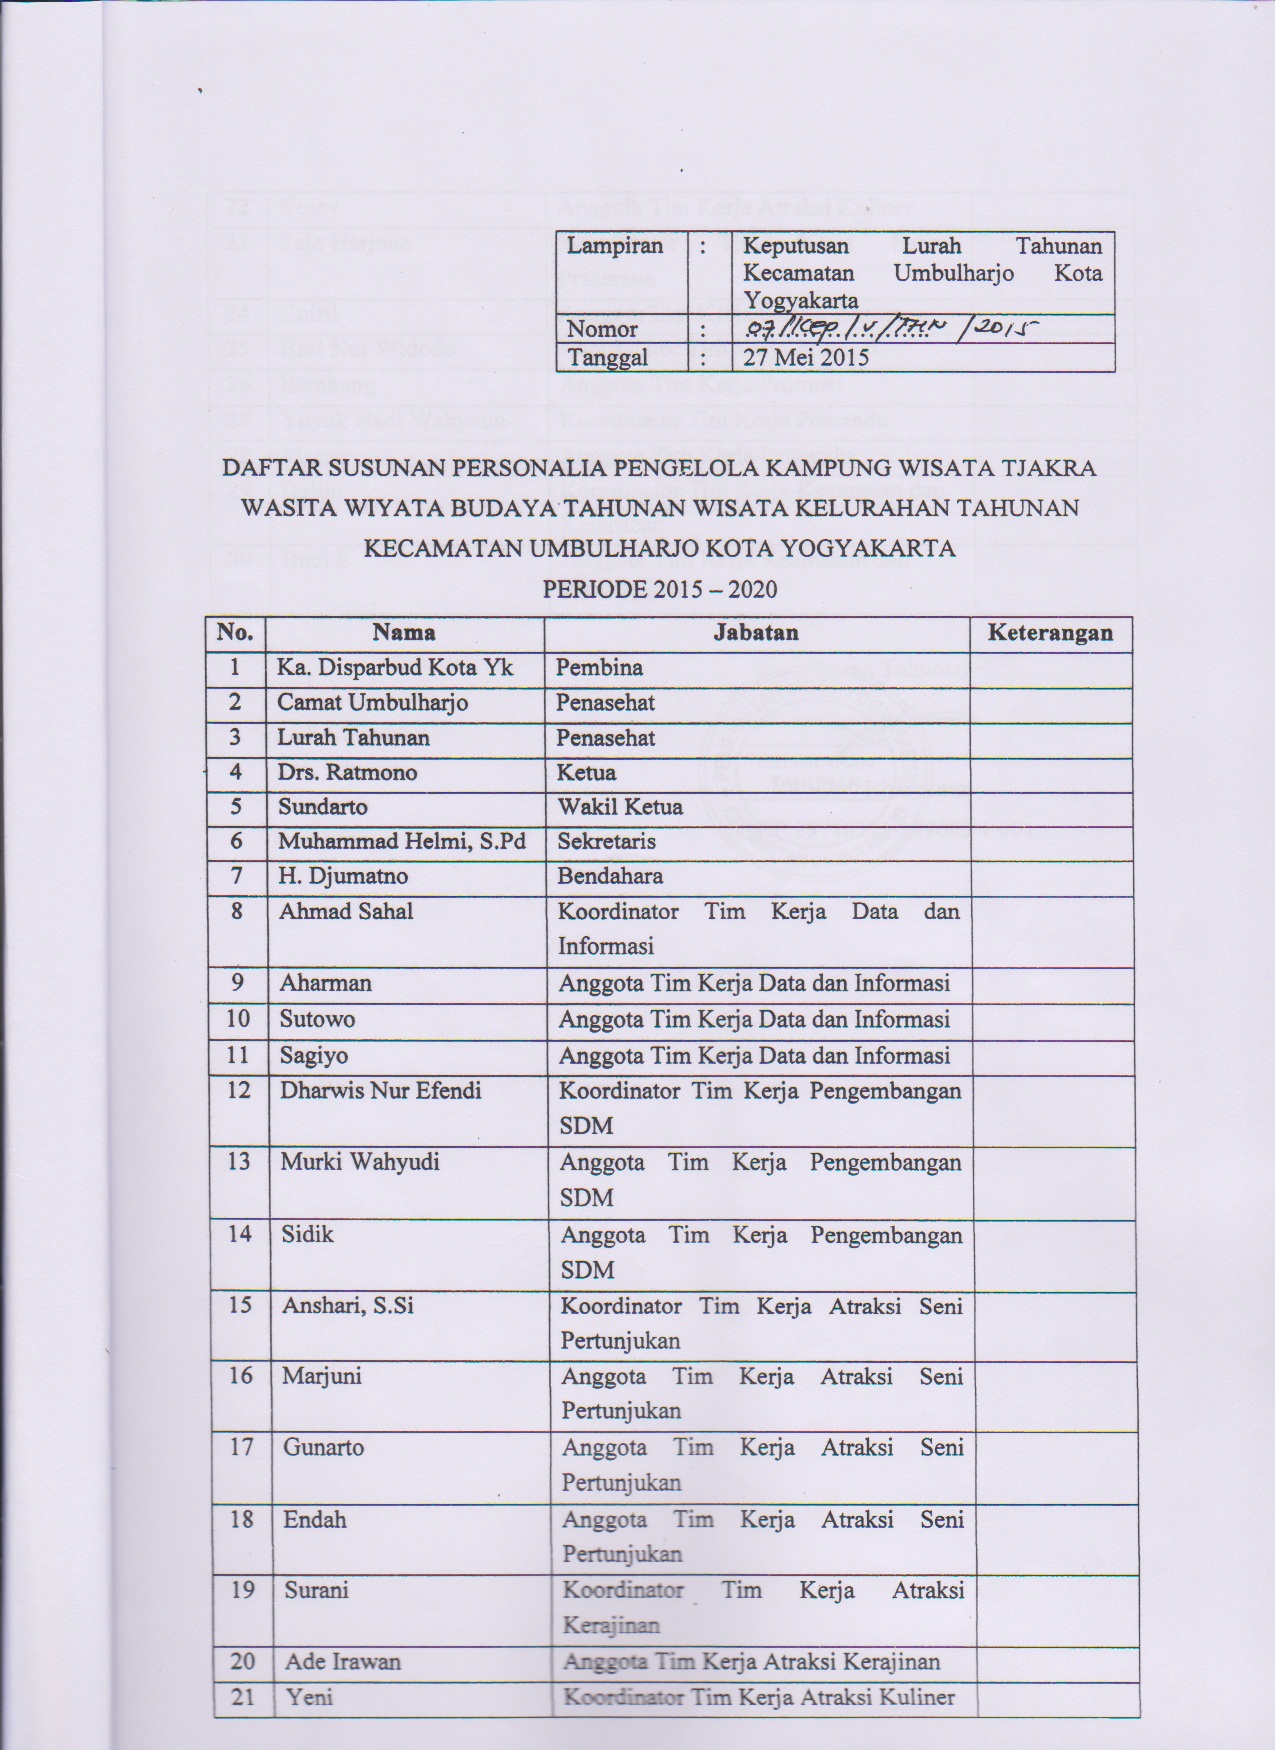 Lampiran : Keputusan Lurah Tahunan
Kecamatan Umbulharjo Kota
Yogyakarta
Nomor : 07/Kep/V/THN/2015
Tanggal : 27 Mei 2015
DAFTAR SUSUNAN PERSONALIA PENGELOLA KAMPUNG WISATA TJAKRA
WASITA WIYATA BUDAYA TAHUNAN WISATA KELURAHAN TAHUNAN
KECAMATAN UMBULHARJO KOTA YOGYAKARTA
PERIODE 2015 – 2020
No. Nama Jabatan Keterangan
1 Ka. Disparbud Kota Yk Pembina
2 Camat Umbulharjo Penasehat
3 Lurah Tahunan Penasehat
4 Drs. Ratmono Ketua
5 Sundarto Wakil Ketua
6 Muhammad Helmi, S.Pd Sekretaris
7 H. Djumatno Bendahara
8 Ahmad Sahal Koordinator Tim Kerja Data dan
Informasi
9 Aharman Anggota Tim Kerja Data dan Informasi
10 Sutowo Anggota Tim Kerja Data dan Informasi
11 Sagiyo Anggota Tim Kerja Data dan Informasi
12 Dharwis Nur Efendi Koordinator Tim Kerja Pengembangan
SDM
13 Murki Wahyudi Anggota Tim Kerja Pengembangan
SDM
14 Sidik Anggota Tim Kerja Pengembangan
SDM
15 Anshari, S.Si Koordinator Tim Kerja Atraksi Seni
Pertunjukan
16 Marjuni Anggota Tim Kerja Atraksi Seni
Pertunjukan
17 Gunarto Anggota Tim Kerja Atraksi Seni
Pertunjukan
18 Endah Anggota Tim Kerja Atraksi Seni
Pertunjukan
19 Surani Koordinator Tim Kerja Atraksi
Kerajinan
20 Ade Irawan Anggota Tim Kerja Atraksi Kerajinan
21 Yeni Koordinator Tim Kerja Atraksi Kuliner